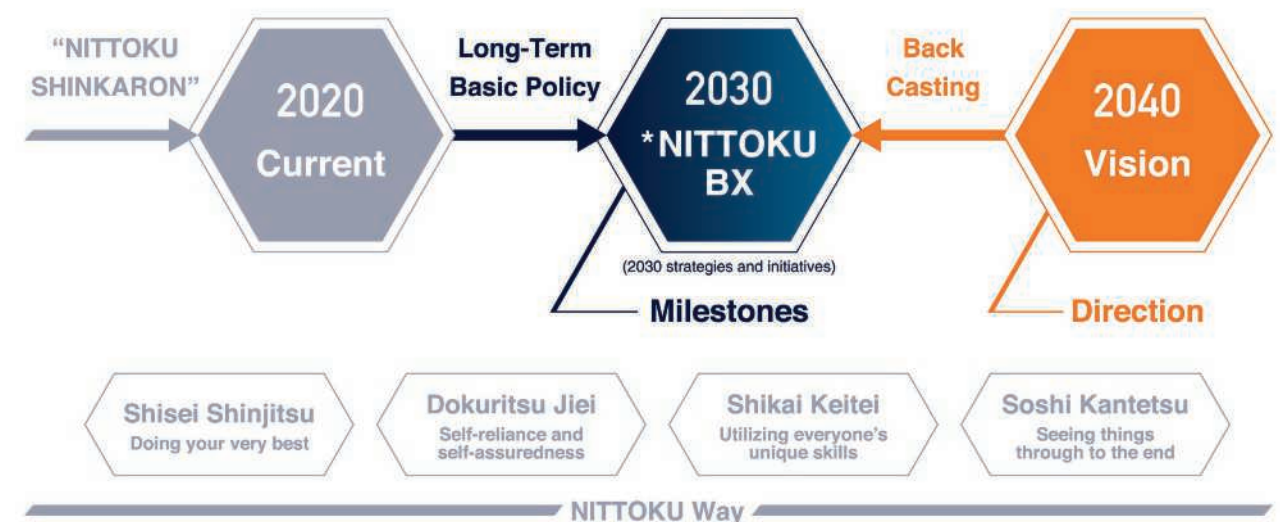 “NITTOKU
SHINKARON”
2020
Current
Long-Term
Basic Policy
2030
*NITTOKU
BX
(2030 strategies and initiatives)
Milestones
Back
Casting
2040
Vision
Direction
Shisei Shinjitsu
Doing your very best
Dokuritsu Jiei
Self-reliance and
self-assuredness
Shikai Keitei
Utilizing everyone’s
unique skills
Soshi Kantetsu
Seeing things
through to the end
NITTOKU Way